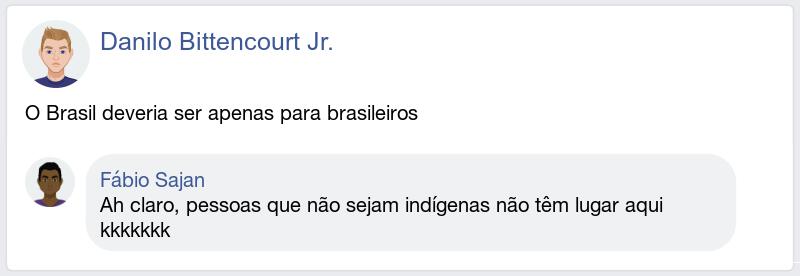 Danilo Bittencourt Jr.
O Brasil deveria ser apenas para brasileiros
Fábio Sajan
Ah claro, pessoas que não sejam indígenas não têm lugar aqui
kkkkkkk